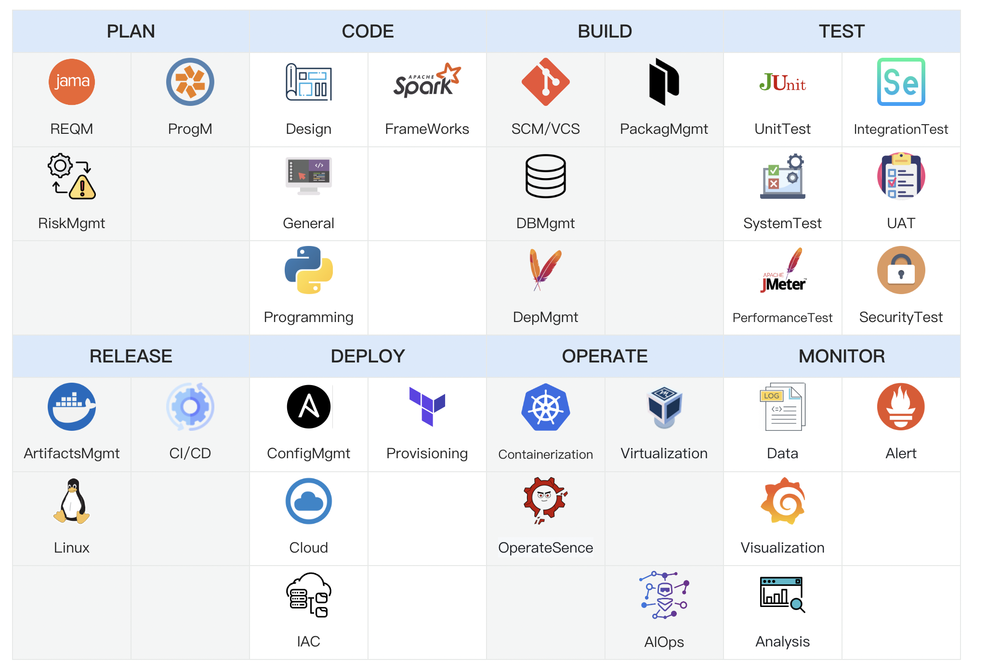 PLAN
CODE
BUILD
TEST
jama
APACHE
Spark
JUnit
Se
REQM
ProgM
Design
FrameWorks
SCM/VCS
PackagMgmt
UnitTest
IntegrationTest
</>
RiskMgmt
General
DBMgmt
SystemTest
UAT
APACHE
JMeter™
Programming
DepMgmt
PerformanceTest
SecurityTest
RELEASE
DEPLOY
OPERATE
MONITOR
LOG
<=>
ArtifactsMgmt
CI/CD
ConfigMgmt
Provisioning
Containerization
Virtualization
Data
Alert
Linux
Cloud
OperateSence
Visualization
IAC
AIOps
Analysis